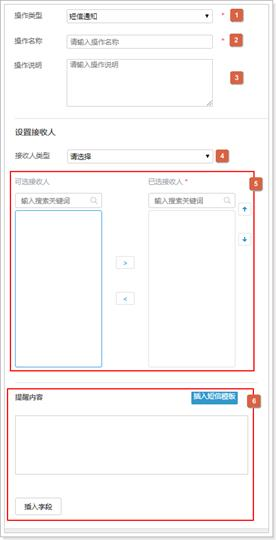 操作类型 短信通知 * 1
操作名称 请输入操作名称 * 2
操作说明 请输入操作说明 3
设置接收人
接收人类型 请选择 4
可选接收人 已选接收人 * 5
输入搜索关键词 输入搜索关键词
>
<
提醒内容 插入短信模板 6
插入字段